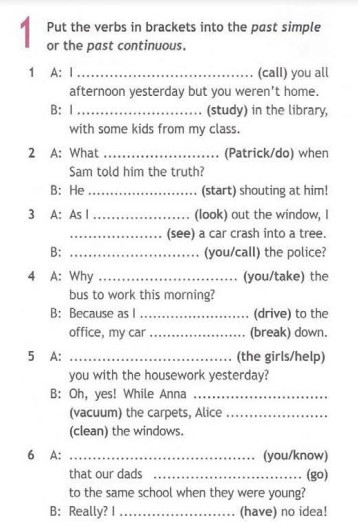 1 Put the verbs in brackets into the past simple
or the past continuous.
1 A: I ..................................... (call) you all
afternoon yesterday but you weren't home.
B: I .......................... (study) in the library,
with some kids from my class.
2 A: What ........................ (Patrick/do) when
Sam told him the truth?
B: He ....................... (start) shouting at him!
3 A: As I .................... (look) out the window, I
................... (see) a car crash into a tree.
B: ........................... (you/call) the police?
4 A: Why ............................. (you/take) the
bus to work this morning?
B: Because as I ....................... (drive) to the
office, my car .................... (break) down.
5 A: .................................. (the girls/help)
you with the housework yesterday?
B: Oh, yes! While Anna ............................
(vacuum) the carpets, Alice .....................
(clean) the windows.
6 A: ....................................... (you/know)
that our dads ............................... (go)
to the same school when they were young?
B: Really? I ........................ (have) no idea!